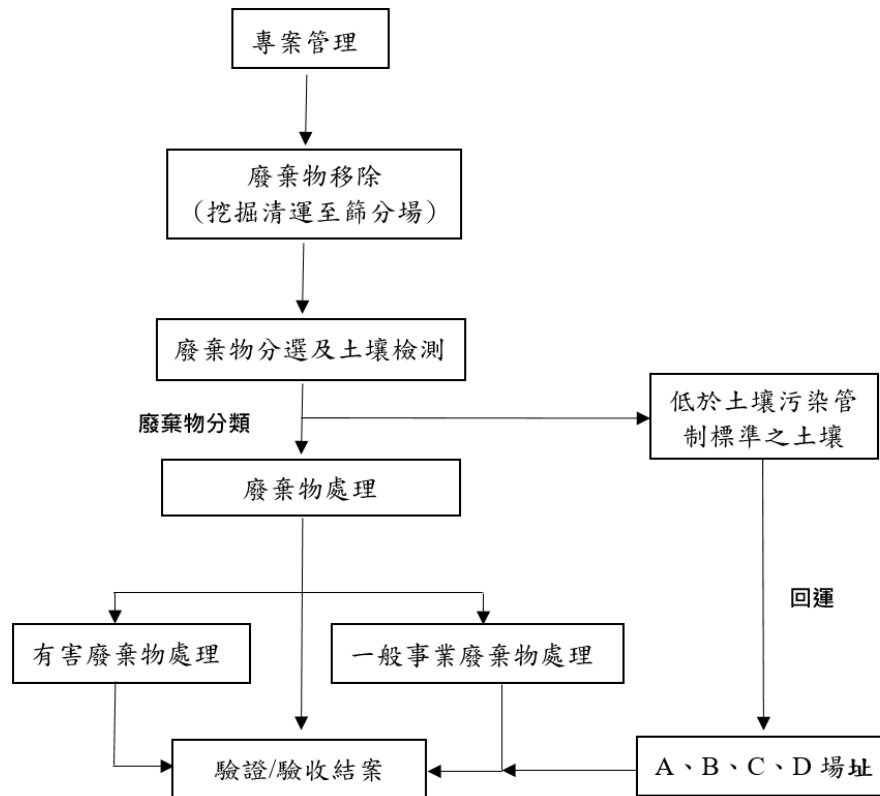 專案管理
廢棄物移除
（挖掘清運至篩分場）
廢棄物分選及土壤檢測
廢棄物分類
低於土壤污染管
制標準之土壤
廢棄物處理
回運
有害廢棄物處理
一般事業廢棄物處理
驗證/驗收結案
A、B、C、D 場址